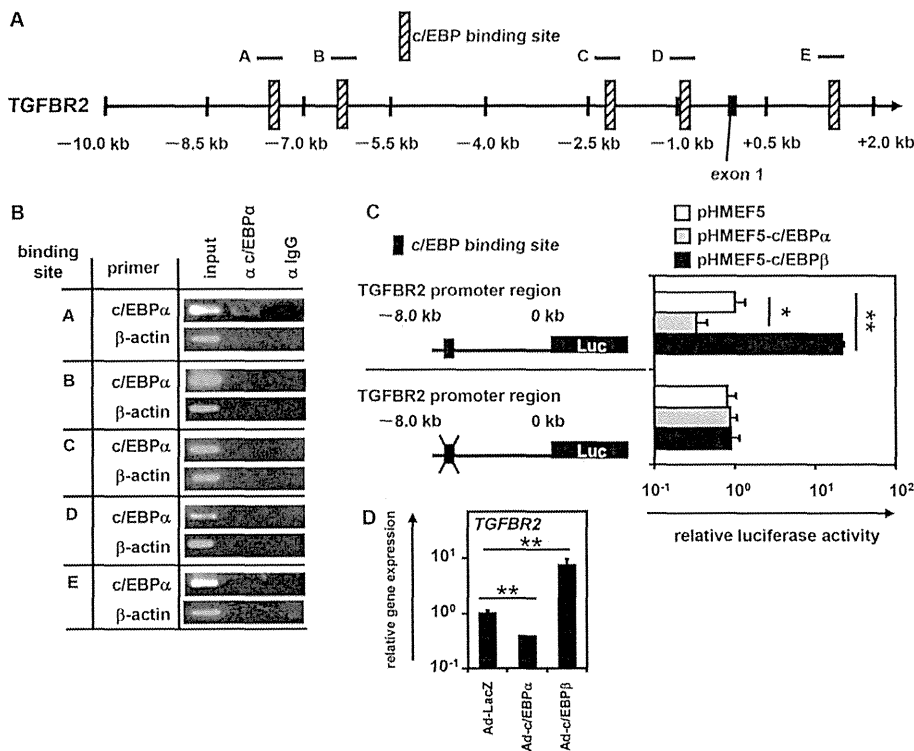 A
c/EBP binding site
A B C D E
TGFBR2
−10.0 kb −8.5 kb −7.0 kb −5.5 kb −4.0 kb −2.5 kb −1.0 kb +0.5 kb +2.0 kb
exon 1
B
binding site
primer
input
α c/EBPα
α IgG
A
c/EBPα
β-actin
B
c/EBPα
β-actin
C
c/EBPα
β-actin
D
c/EBPα
β-actin
E
c/EBPα
β-actin
C
c/EBP binding site
pHMEF5
pHMEF5-c/EBPα
pHMEF5-c/EBPβ
TGFBR2 promoter region
−8.0 kb 0 kb
Luc
*
**
TGFBR2 promoter region
−8.0 kb 0 kb
Luc
10-1 100 101 102
relative luciferase activity
D
relative gene expression
TGFBR2
**
**
101
100
10-1
Ad-LacZ
Ad-c/EBPα
Ad-c/EBPβ